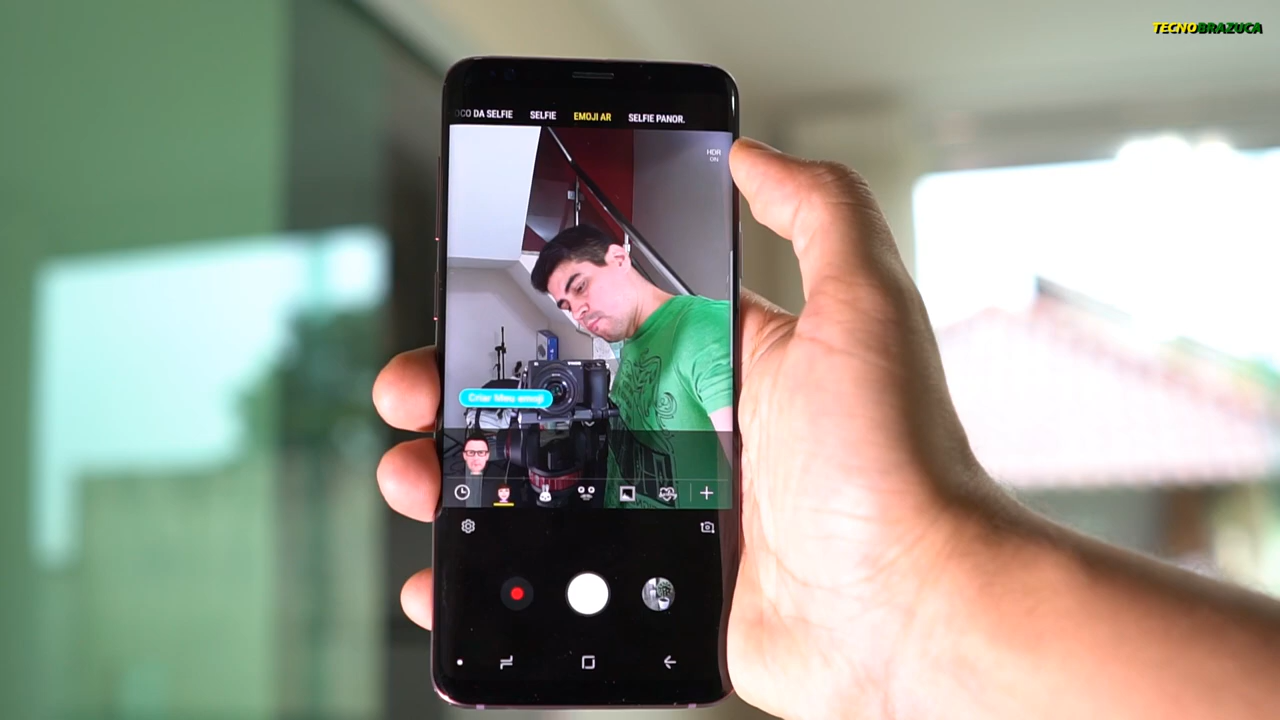 TECNOBRAZUCA
OCO DA SELFIE SELFIE EMOJI AR SELFIE PANOR.
HDR
ON
Criar Meu emoji